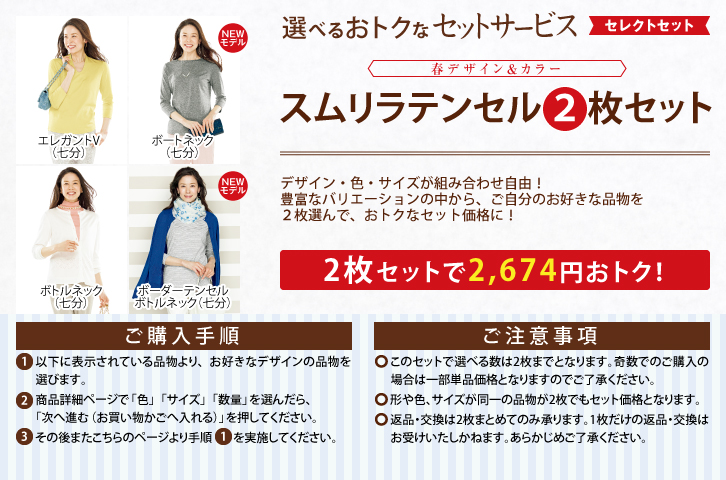 選べるおトクなセットサービス セレクトセット
春デザイン&カラー
スムリラテンセル2枚セット
NEW
モデル
エレガントV
(七分)
ボートネック
(七分)
NEW
モデル
ボトルネック
(七分)
ボーダーテンセル
ボトルネック(七分)
デザイン・色・サイズが組み合わせ自由!
豊富なバリエーションの中から、ご自分のお好きな品物を
2枚選んで、おトクなセット価格に!
2枚セットで2,674円おトク!
ご購入手順
1 以下に表示されている品物より、お好きなデザインの品物を
選びます。
2 商品詳細ページで「色」「サイズ」「数量」を選んだら、
「次へ進む(お買い物かごへ入れる)」を押してください。
3 その後またこちらのページより手順1を実施してください。
ご注意事項
○ このセットで選べる数は2枚までとなります。奇数でのご購入の
場合は一部単品価格となりますのでご了承ください。
○ 形や色、サイズが同一の品物が2枚でもセット価格となります。
○ 返品・交換は2枚まとめてのみ承ります。1枚だけの返品・交換は
お受けいたしかねます。あらかじめご了承ください。